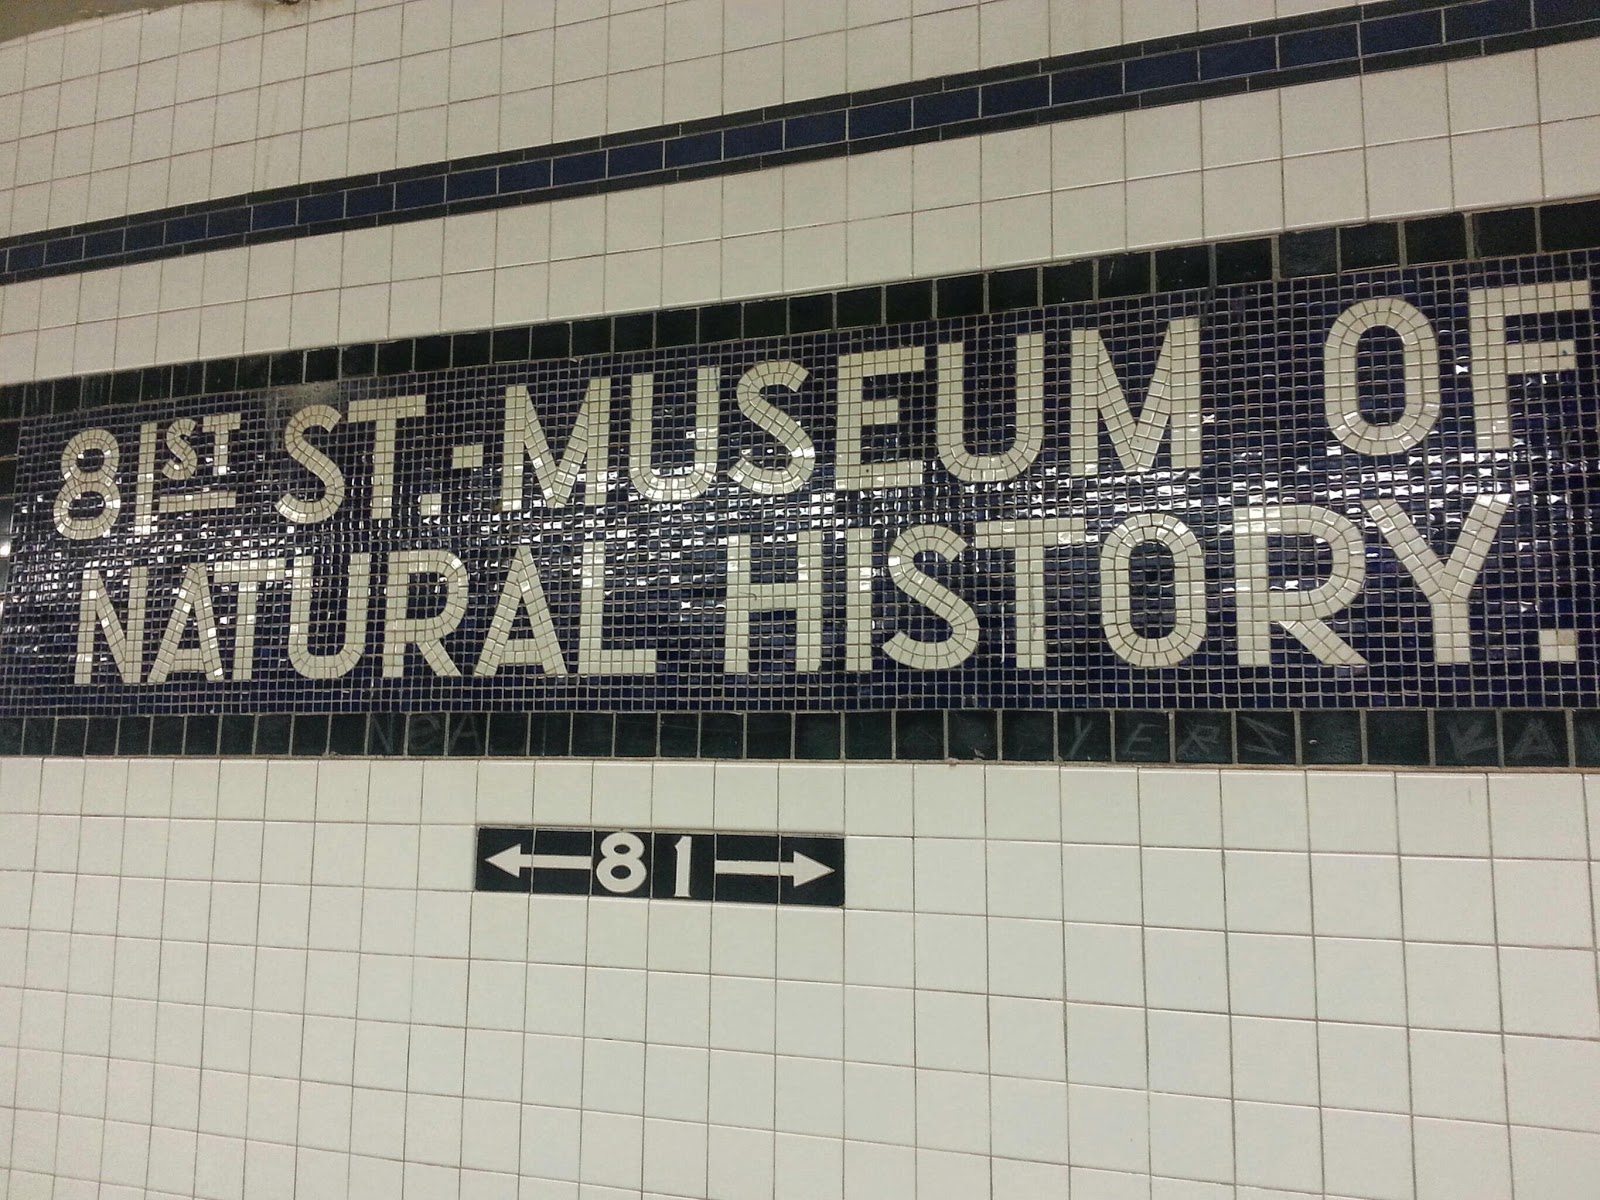 81ST ST.-MUSEUM OF
NATURAL HISTORY.
← 81 →